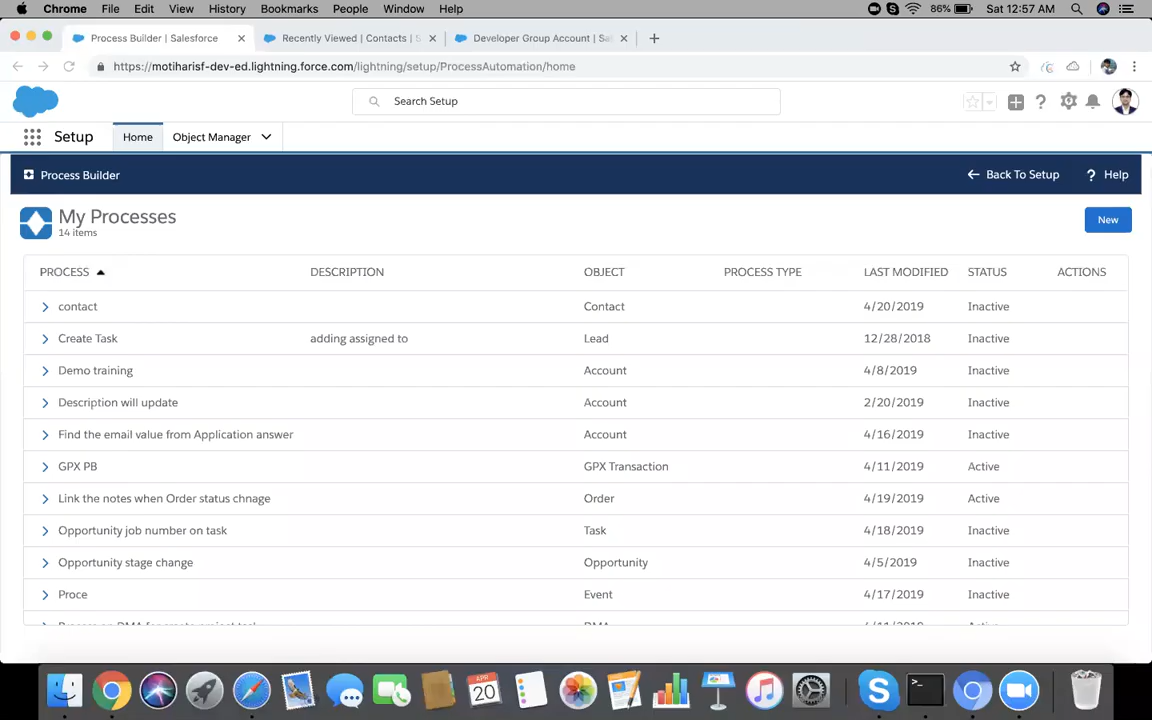 Chrome File Edit View History Bookmarks People Window Help 86% Sat 12:57 AM
Process Builder | Salesforce Recently Viewed | Contacts | S Developer Group Account | Sa
https://motiharisf-dev-ed.lightning.force.com/lightning/setup/ProcessAutomation/home
Search Setup
Setup Home Object Manager
Process Builder Back To Setup ? Help
My Processes
14 items
New
PROCESS DESCRIPTION OBJECT PROCESS TYPE LAST MODIFIED STATUS ACTIONS
contact Contact 4/20/2019 Inactive
Create Task adding assigned to Lead 12/28/2018 Inactive
Demo training Account 4/8/2019 Inactive
Description will update Account 2/20/2019 Inactive
Find the email value from Application answer Account 4/16/2019 Inactive
GPX PB GPX Transaction 4/11/2019 Active
Link the notes when Order status chnage Order 4/19/2019 Active
Opportunity job number on task Task 4/18/2019 Inactive
Opportunity stage change Opportunity 4/5/2019 Inactive
Proce Event 4/17/2019 Inactive
APR
20